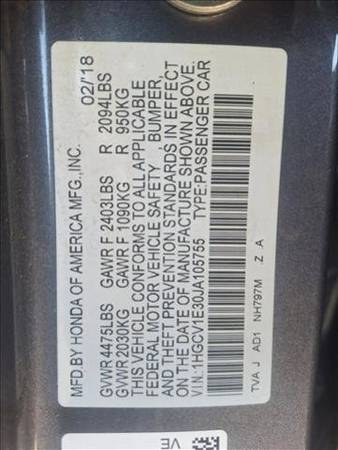 MFD.BY HONDA OF AMERICA MFG.,INC. 02/'18
GVWR 4475LBS GAWR F 2403LBS R 2094LBS
GVWR 2030KG GAWR F 1090KG R 950KG
THIS VEHICLE CONFORMS TO ALL APPLICABLE
FEDERAL MOTOR VEHICLE SAFETY , BUMPER,
AND THEFT PREVENTION STANDARDS IN EFFECT
ON THE DATE OF MANUFACTURE SHOWN ABOVE.
V.I.N.:1HGCV1E30JA105755 TYPE:PASSENGER CAR
TVA J AD1 NH797M Z A
VE